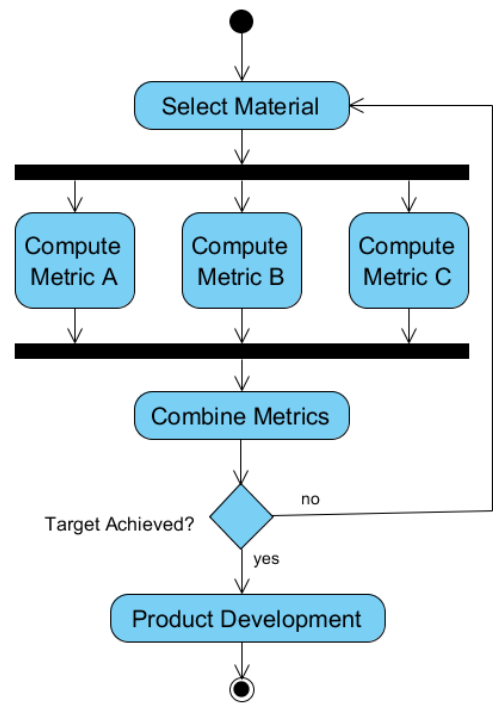 Select Material
Compute
Metric A
Compute
Metric B
Compute
Metric C
Combine Metrics
no
Target Achieved?
yes
Product Development